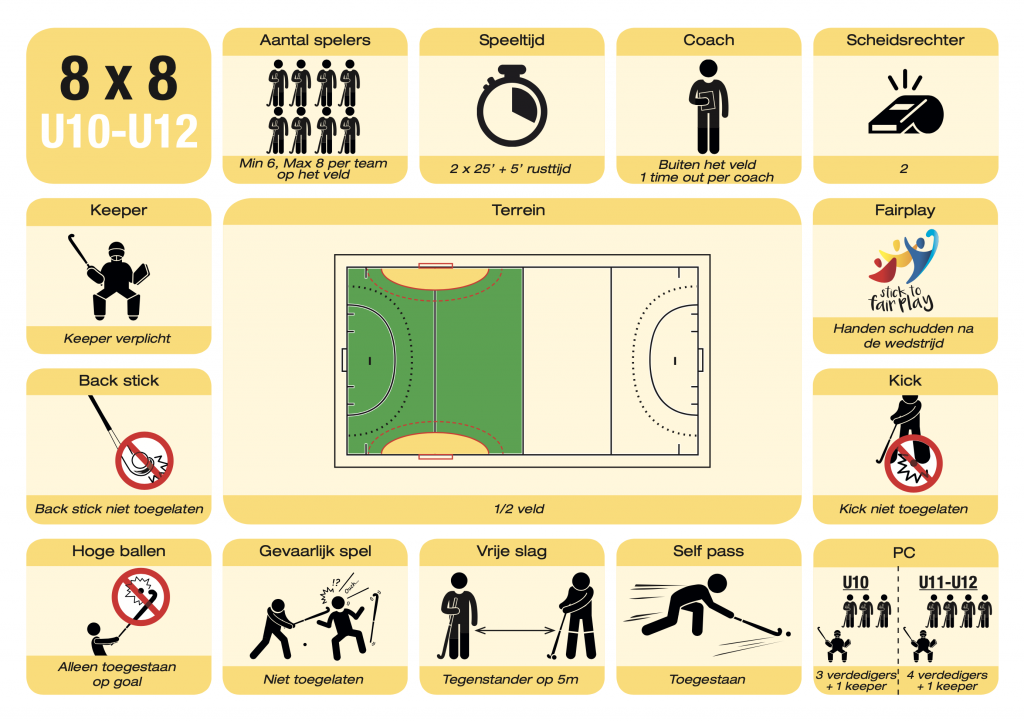 8 x 8
U10-U12
Aantal spelers
Min 6, Max 8 per team
op het veld
Speeltijd
2 x 25' + 5' rusttijd
Coach
Buiten het veld
1 time out per coach
Scheidsrechter
2
Keeper
Keeper verplicht
Terrein
1/2 veld
Fairplay
stick to
fairplay
Handen schudden na
de wedstrijd
Back stick
Back stick niet toegelaten
Kick
Kick niet toegelaten
Hoge ballen
Alleen toegestaan
op goal
Gevaarlijk spel
!?
Ouch...
Niet toegelaten
Vrije slag
Tegenstander op 5m
Self pass
Toegestaan
PC
U10
3 verdedigers
+ 1 keeper
U11-U12
4 verdedigers
+ 1 keeper